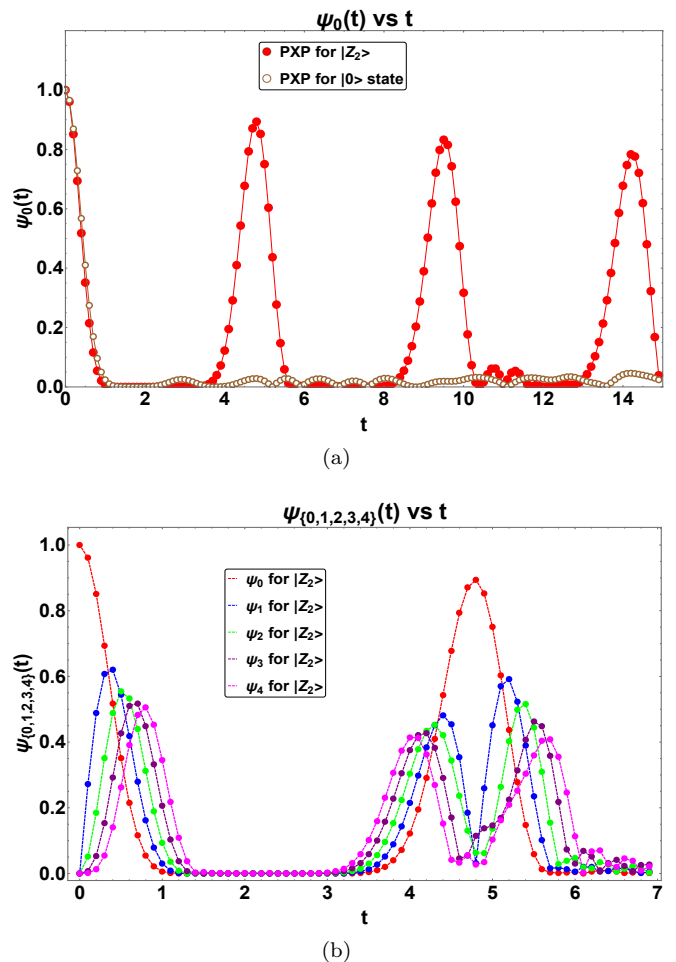 ψ₀(t) vs t
PXP for |Z₂>
PXP for |0> state
ψ₀(t)
1.0
0.8
0.6
0.4
0.2
0.0
0 2 4 6 8 10 12 14
t
(a)
ψ{0,1,2,3,4}(t) vs t
ψ₀ for |Z₂>
ψ₁ for |Z₂>
ψ₂ for |Z₂>
ψ₃ for |Z₂>
ψ₄ for |Z₂>
ψ{0,1,2,3,4}(t)
1.0
0.8
0.6
0.4
0.2
0.0
0 1 2 3 4 5 6 7
t
(b)